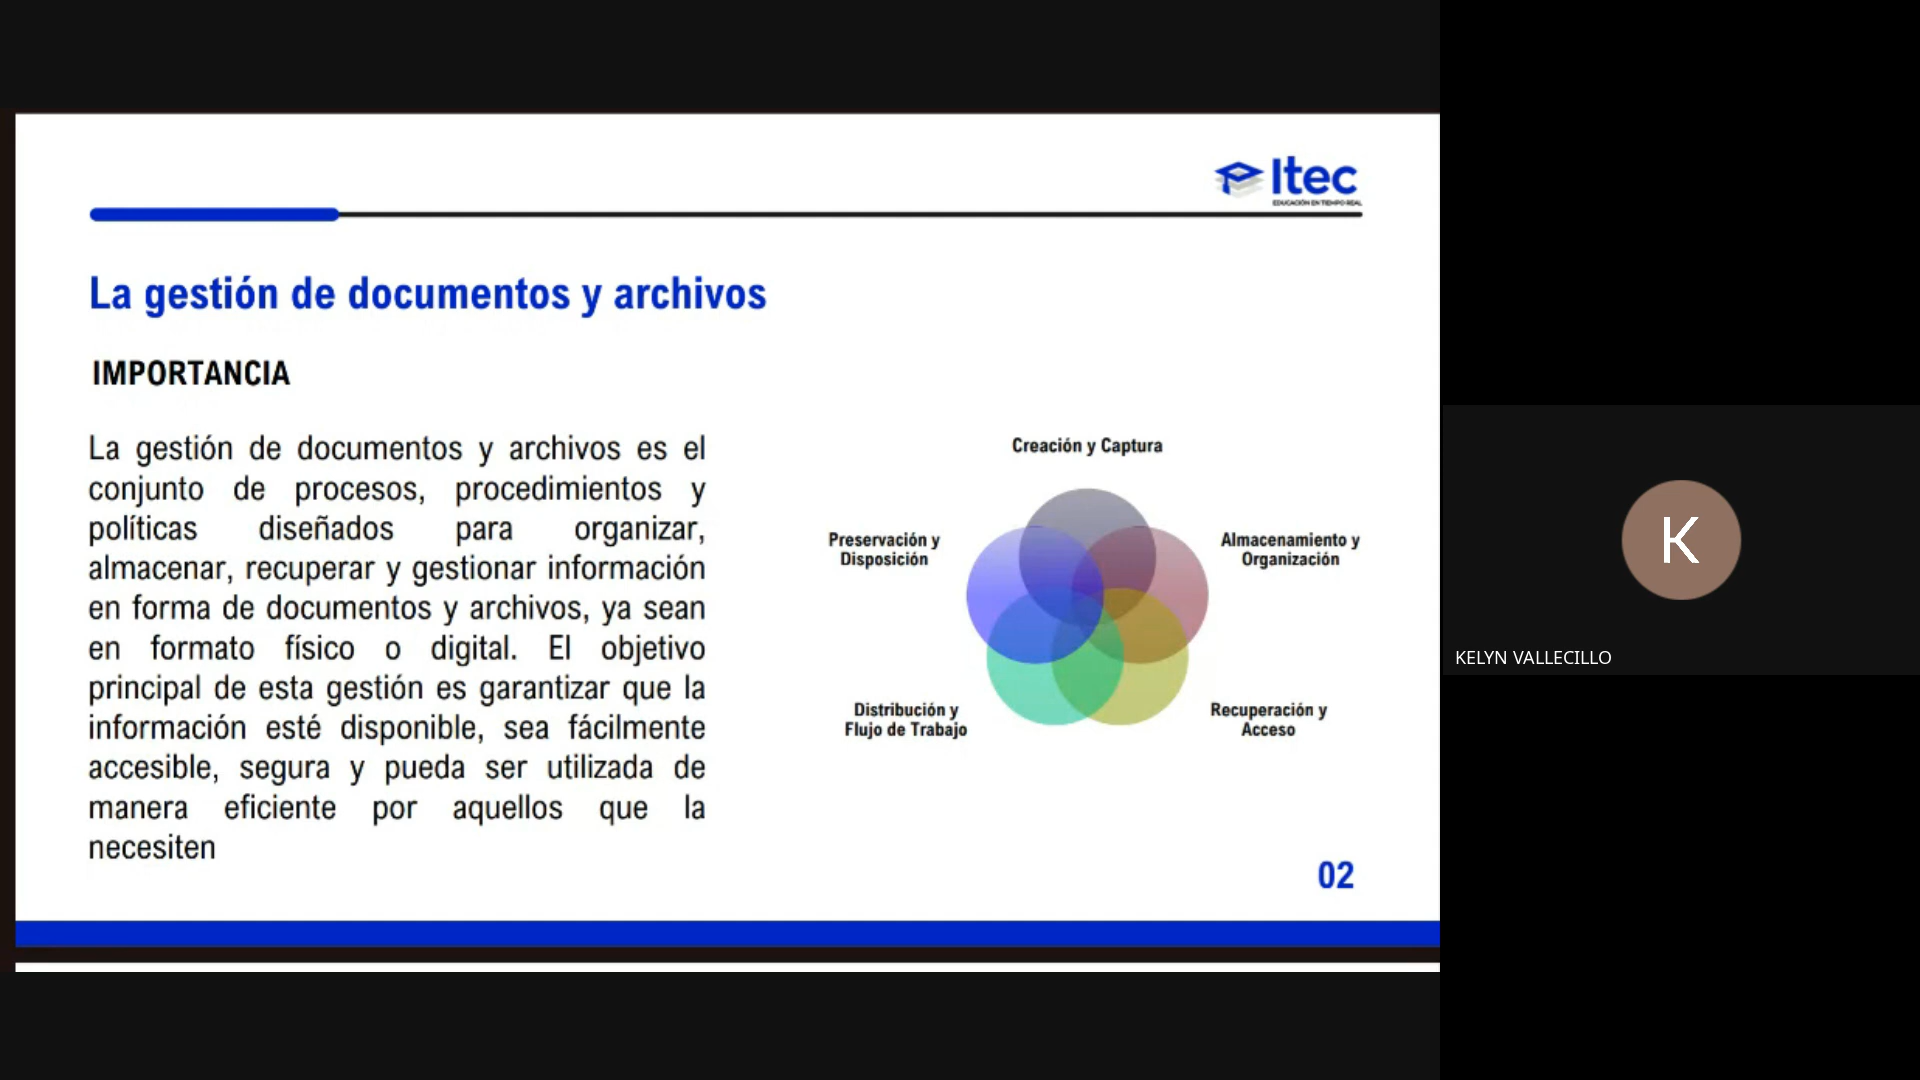 Itec
EDUCACIÓN EN TIEMPO REAL
La gestión de documentos y archivos
IMPORTANCIA
La gestión de documentos y archivos es el
conjunto de procesos, procedimientos y
políticas diseñados para organizar,
almacenar, recuperar y gestionar información
en forma de documentos y archivos, ya sean
en formato físico o digital. El objetivo
principal de esta gestión es garantizar que la
información esté disponible, sea fácilmente
accesible, segura y pueda ser utilizada de
manera eficiente por aquellos que la
necesiten
Creación y Captura
Preservación y
Disposición
Almacenamiento y
Organización
Distribución y
Flujo de Trabajo
Recuperación y
Acceso
02
K
KELYN VALLECILLO